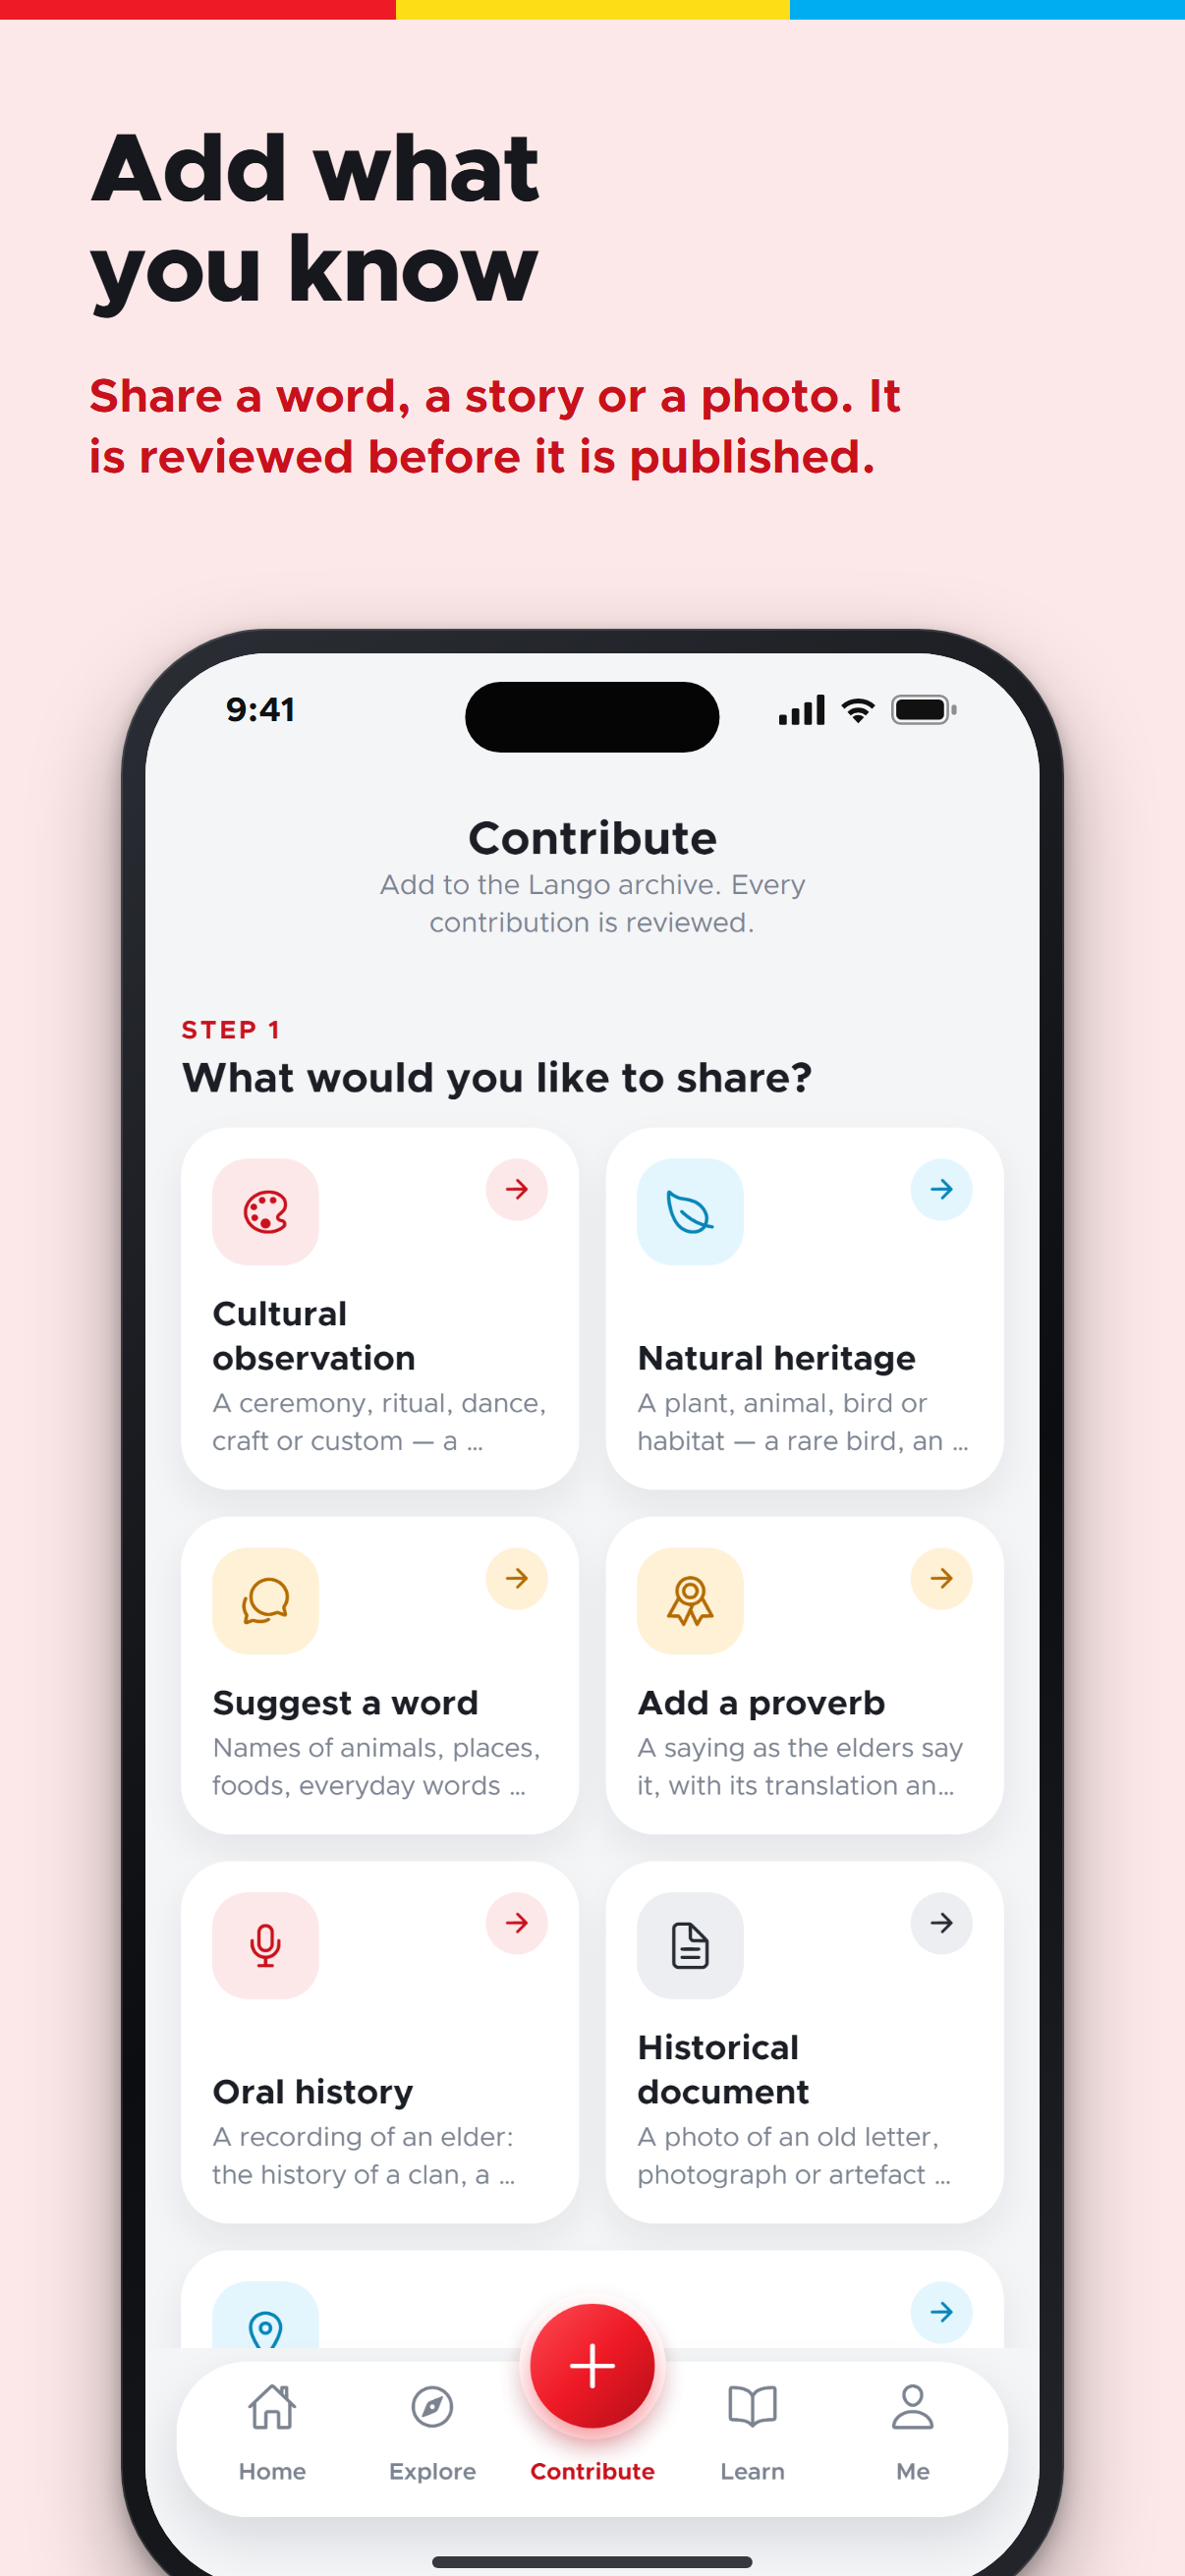 Add what
you know
Share a word, a story or a photo. It
is reviewed before it is published.
9:41
Contribute
Add to the Lango archive. Every
contribution is reviewed.
STEP 1
What would you like to share?
Cultural
observation
A ceremony, ritual, dance,
craft or custom — a ...
Natural heritage
A plant, animal, bird or
habitat — a rare bird, an ...
Suggest a word
Names of animals, places,
foods, everyday words ...
Add a proverb
A saying as the elders say
it, with its translation an...
Oral history
A recording of an elder:
the history of a clan, a ...
Historical
document
A photo of an old letter,
photograph or artefact ...
Home
Explore
Contribute
Learn
Me